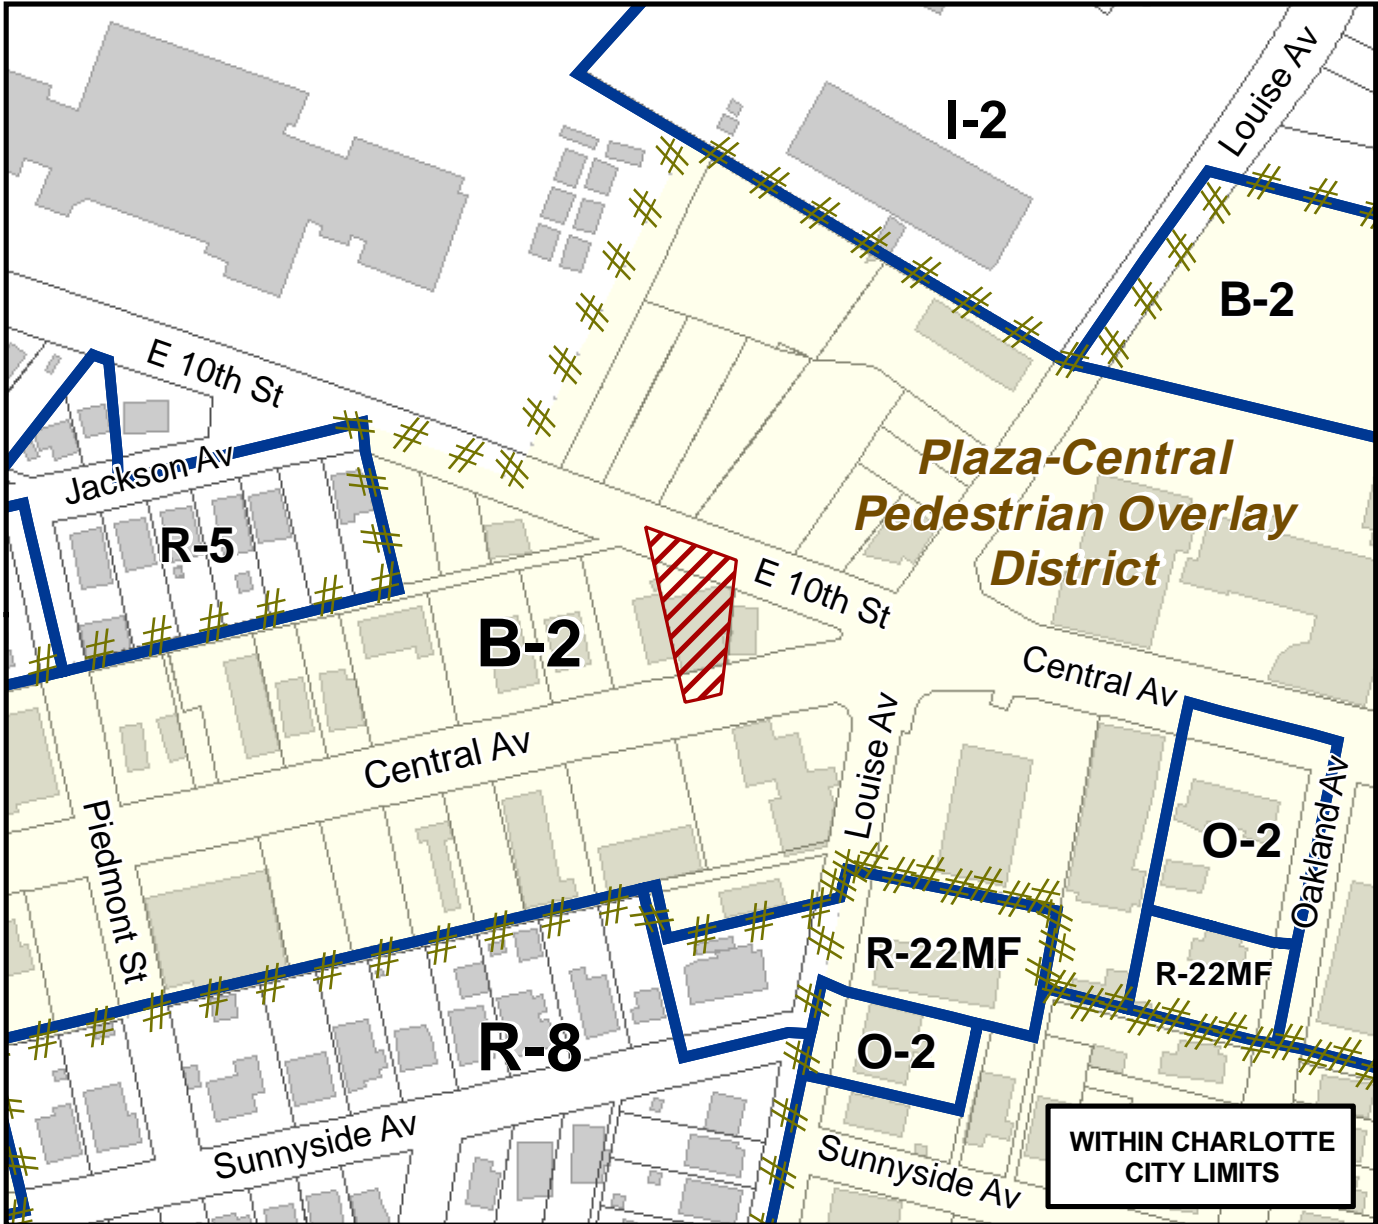 I-2
Louise Av
B-2
E 10th St
Jackson Av
Plaza-Central
Pedestrian Overlay
District
R-5
E 10th St
B-2
Central Av
Central Av
Louise Av
Piedmont St
O-2
Oakland Av
R-22MF
R-22MF
R-8
O-2
Sunnyside Av
Sunnyside Av
WITHIN CHARLOTTE
CITY LIMITS